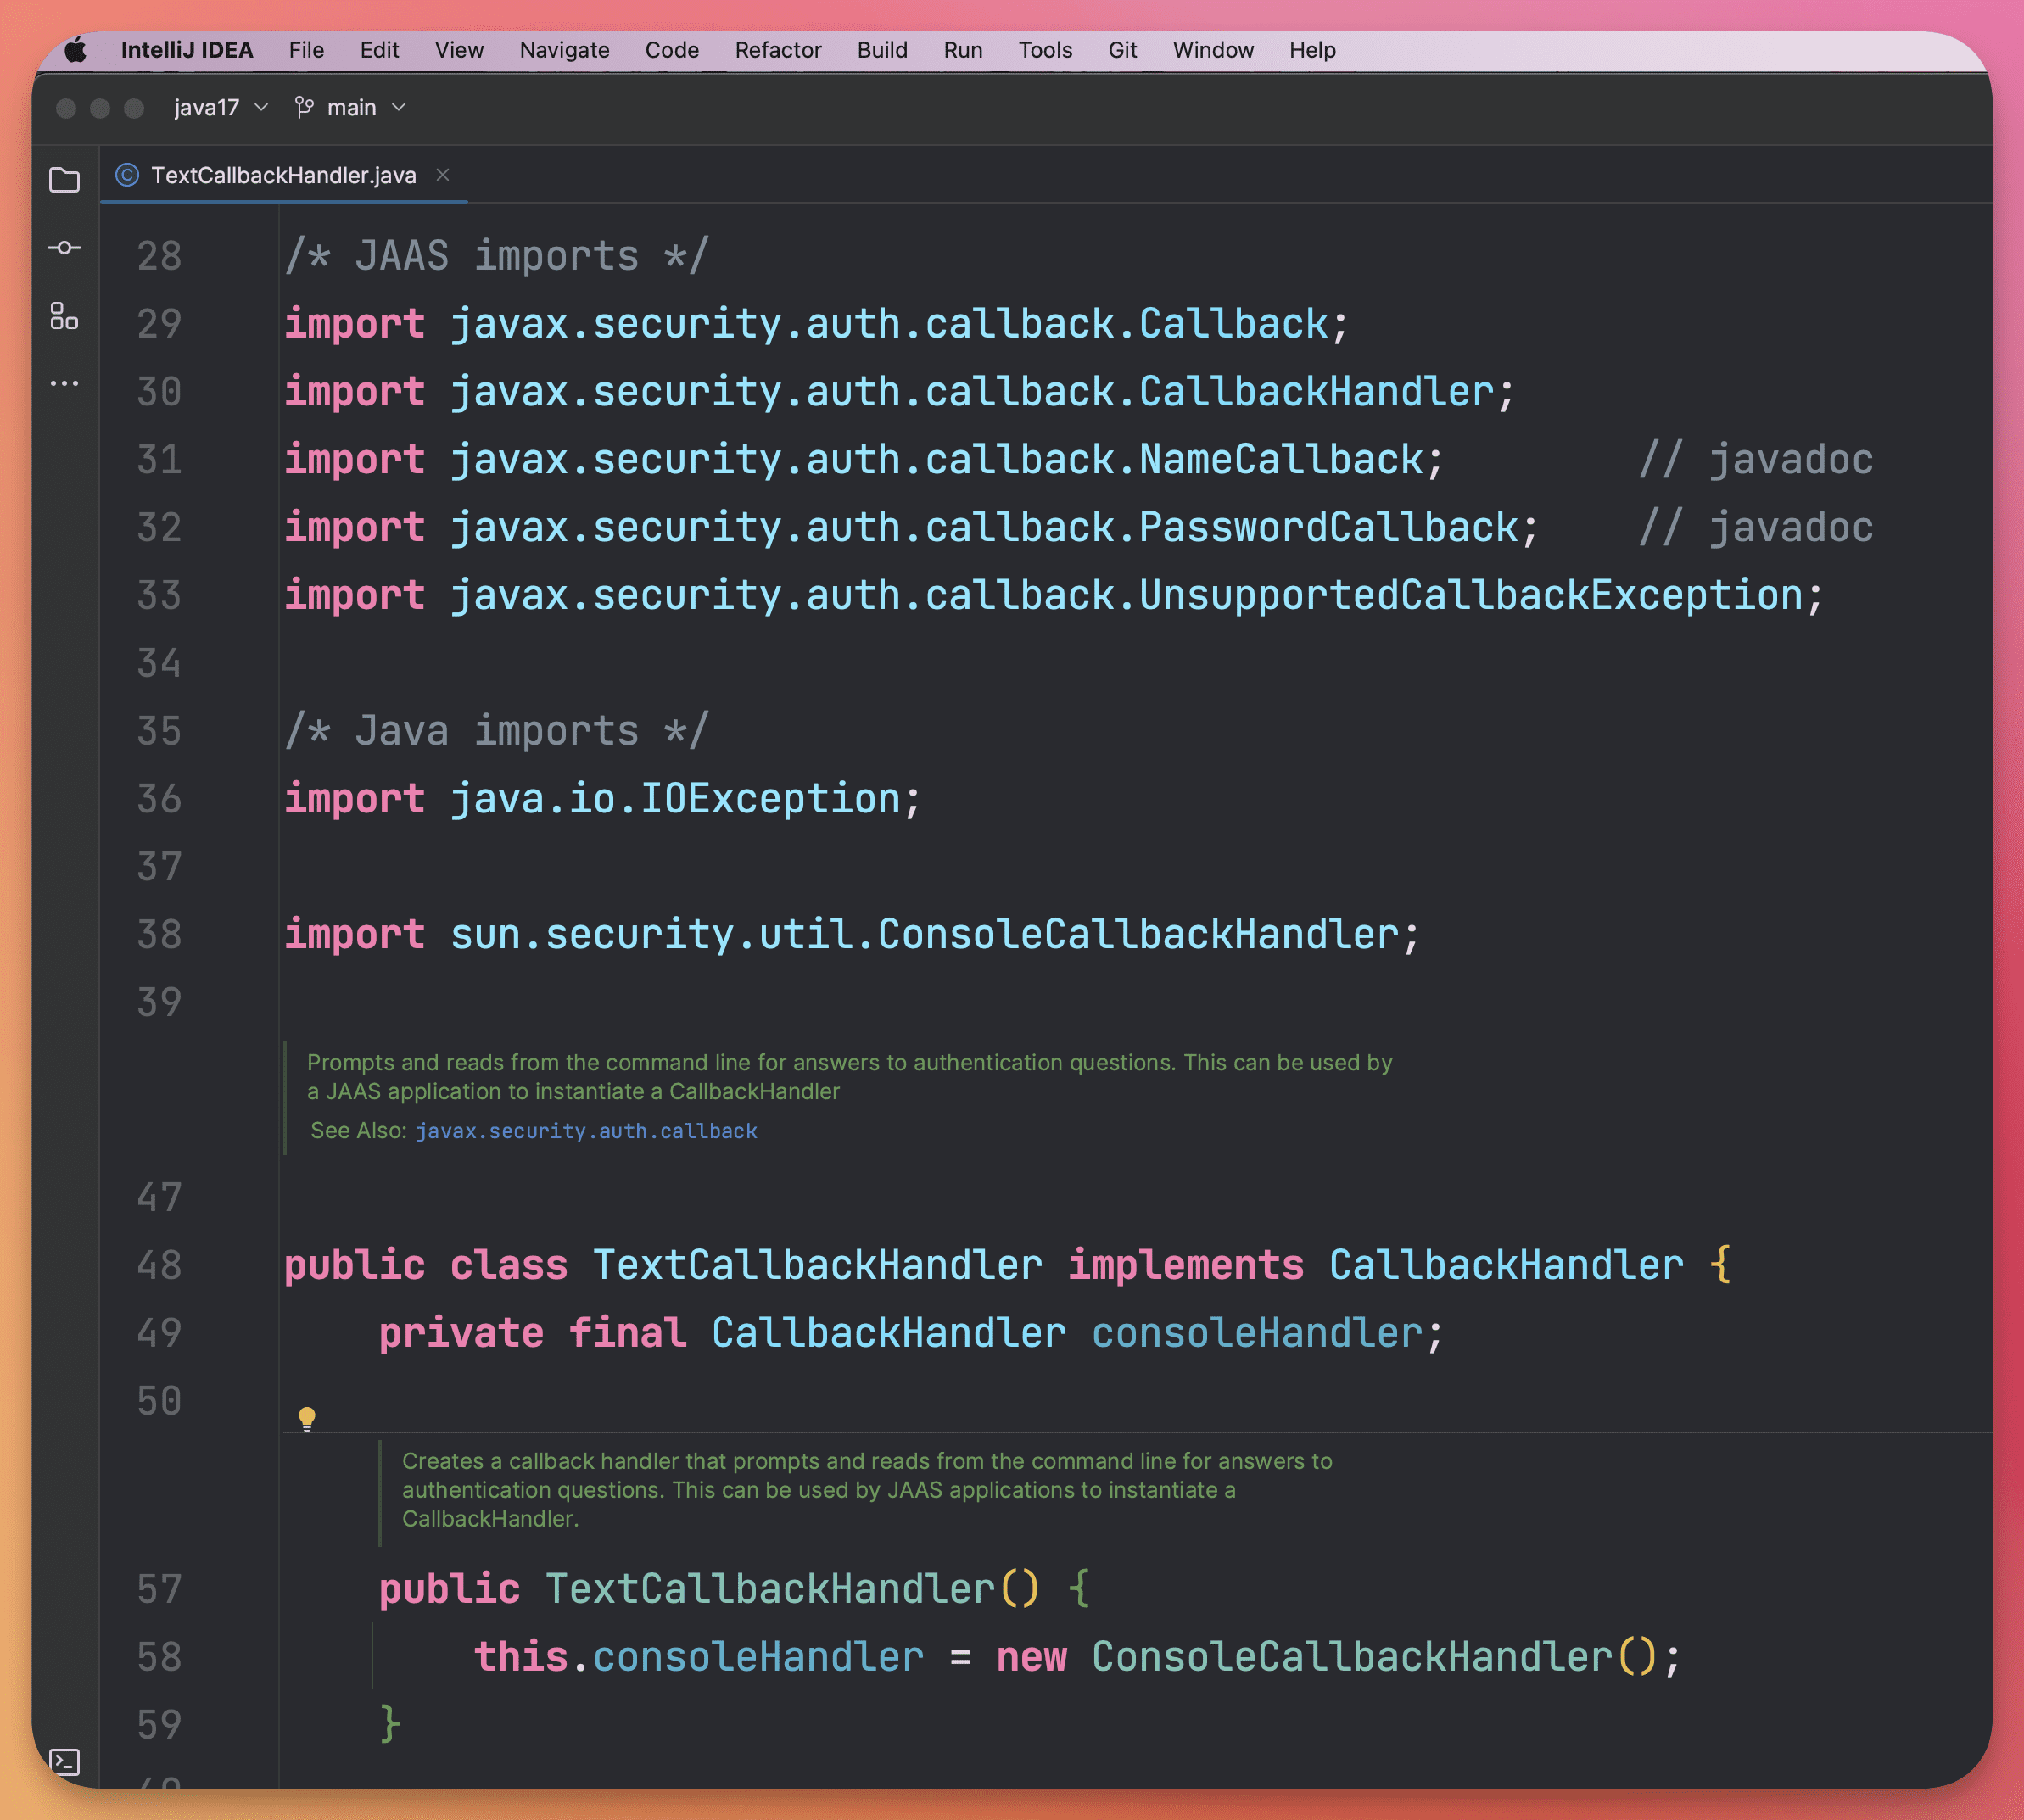 IntelliJ IDEA File Edit View Navigate Code Refactor Build Run Tools Git Window Help
java17 main
TextCallbackHandler.java
28 /* JAAS imports */
29 import javax.security.auth.callback.Callback;
30 import javax.security.auth.callback.CallbackHandler;
31 import javax.security.auth.callback.NameCallback; // javadoc
32 import javax.security.auth.callback.PasswordCallback; // javadoc
33 import javax.security.auth.callback.UnsupportedCallbackException;
34
35 /* Java imports */
36 import java.io.IOException;
37
38 import sun.security.util.ConsoleCallbackHandler;
39
Prompts and reads from the command line for answers to authentication questions. This can be used by
a JAAS application to instantiate a CallbackHandler
See Also: javax.security.auth.callback
47
48 public class TextCallbackHandler implements CallbackHandler {
49 private final CallbackHandler consoleHandler;
50
Creates a callback handler that prompts and reads from the command line for answers to
authentication questions. This can be used by JAAS applications to instantiate a
CallbackHandler.
57 public TextCallbackHandler() {
58 this.consoleHandler = new ConsoleCallbackHandler();
59 }